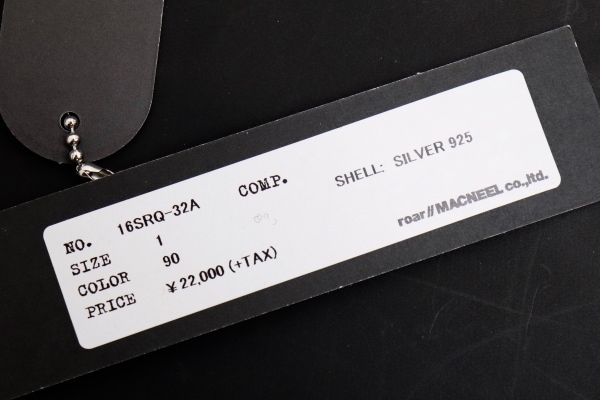 NO. 16SRQ-32A COMP. SHELL: SILVER 925
SIZE 1
COLOR 90
PRICE ¥22,000 (+TAX)
roar//MACNEEL co.,ltd.